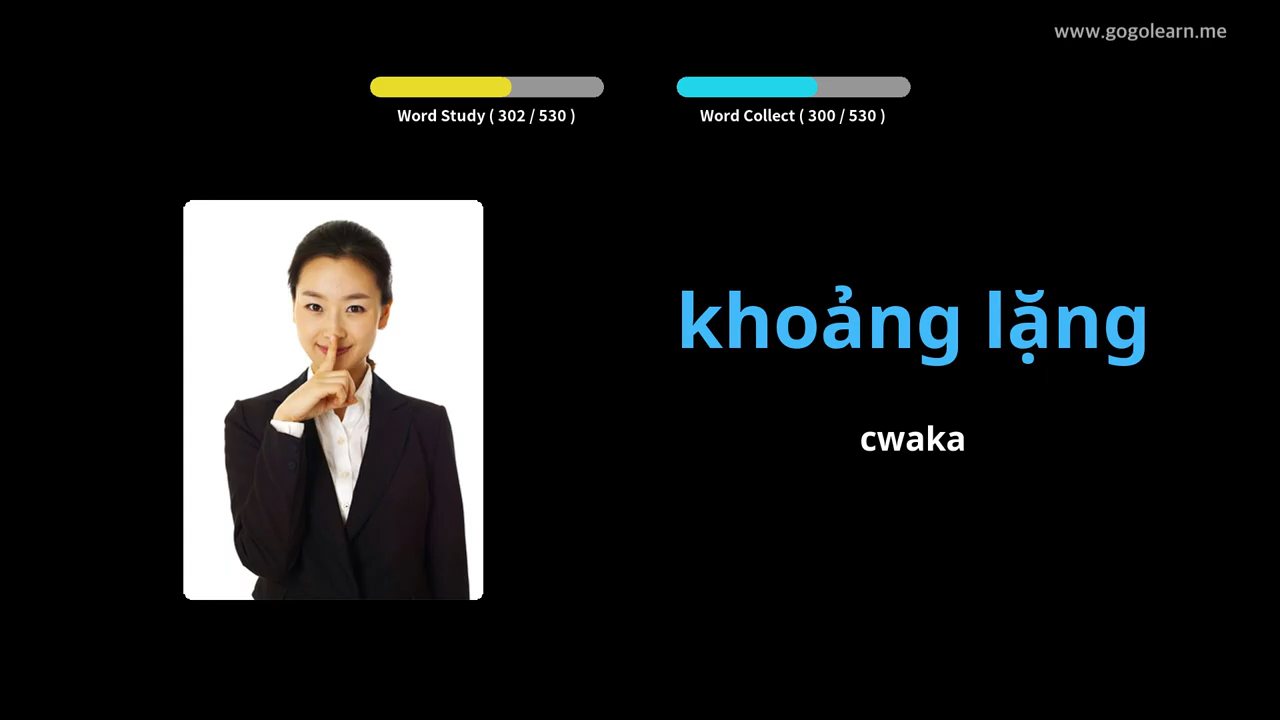 www.gogolearn.me
Word Study ( 302 / 530 )
Word Collect ( 300 / 530 )
khoảng lặng
cwaka